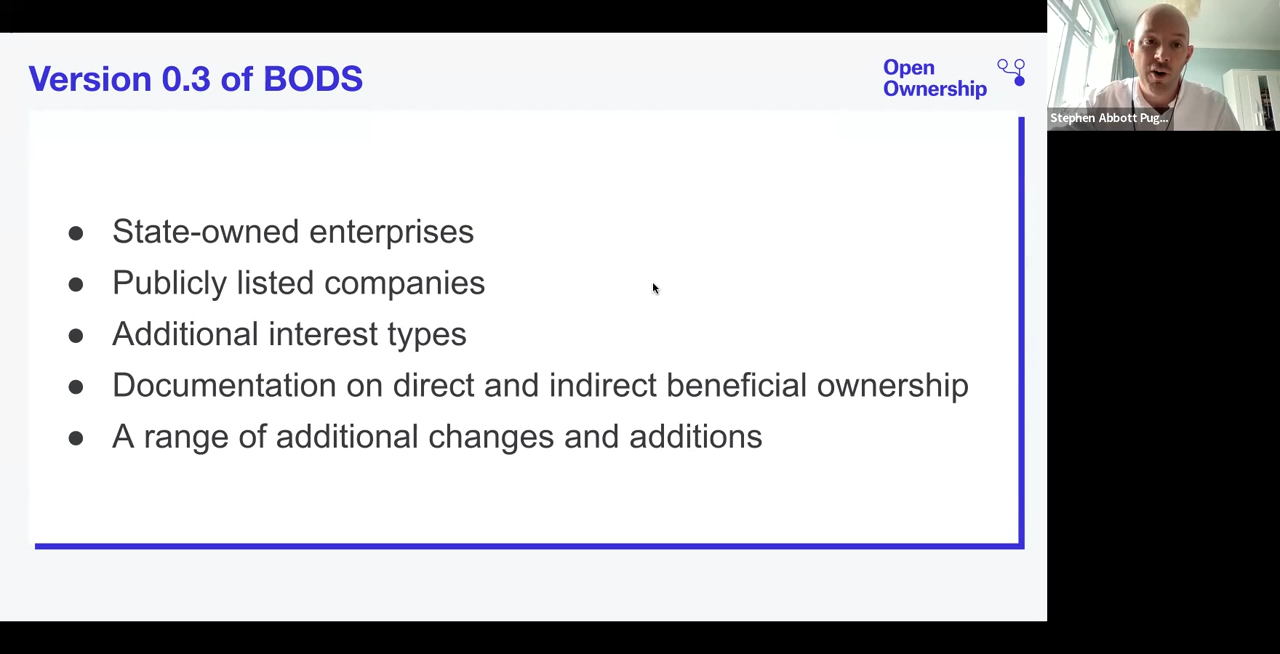 Version 0.3 of BODS
Open
Ownership
Stephen Abbott Pug...
● State-owned enterprises
● Publicly listed companies
● Additional interest types
● Documentation on direct and indirect beneficial ownership
● A range of additional changes and additions